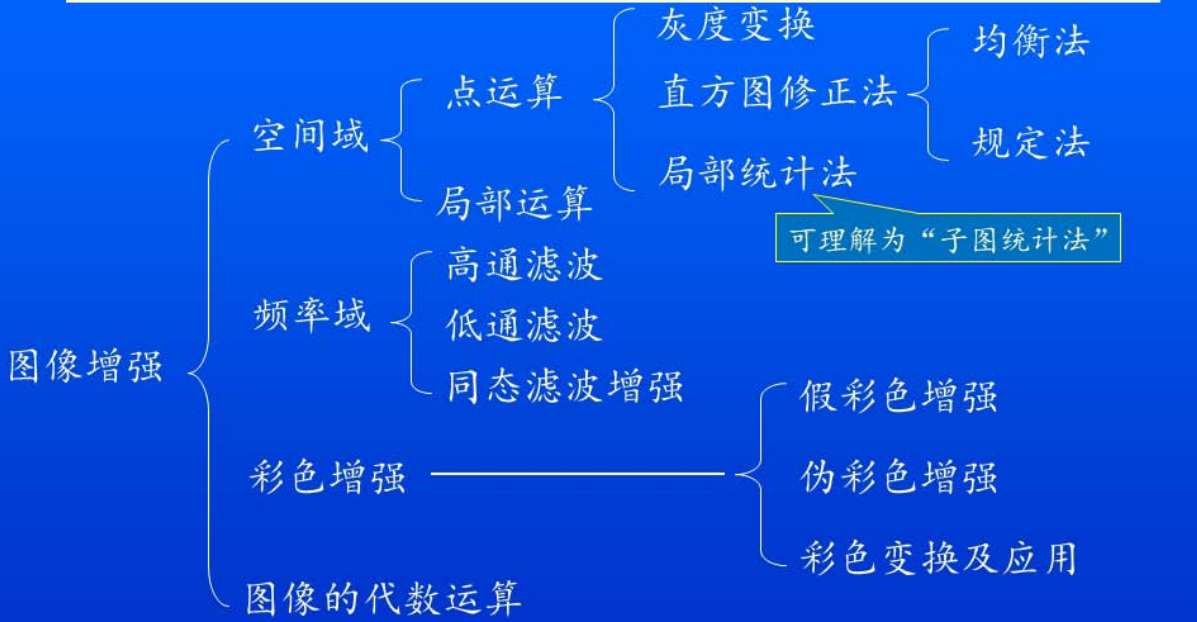 灰度变换
均衡法
点运算
直方图修正法
空间域
规定法
局部统计法
局部运算
可理解为“子图统计法”
高通滤波
频率域
低通滤波
图像增强
同态滤波增强
假彩色增强
彩色增强
伪彩色增强
彩色变换及应用
图像的代数运算